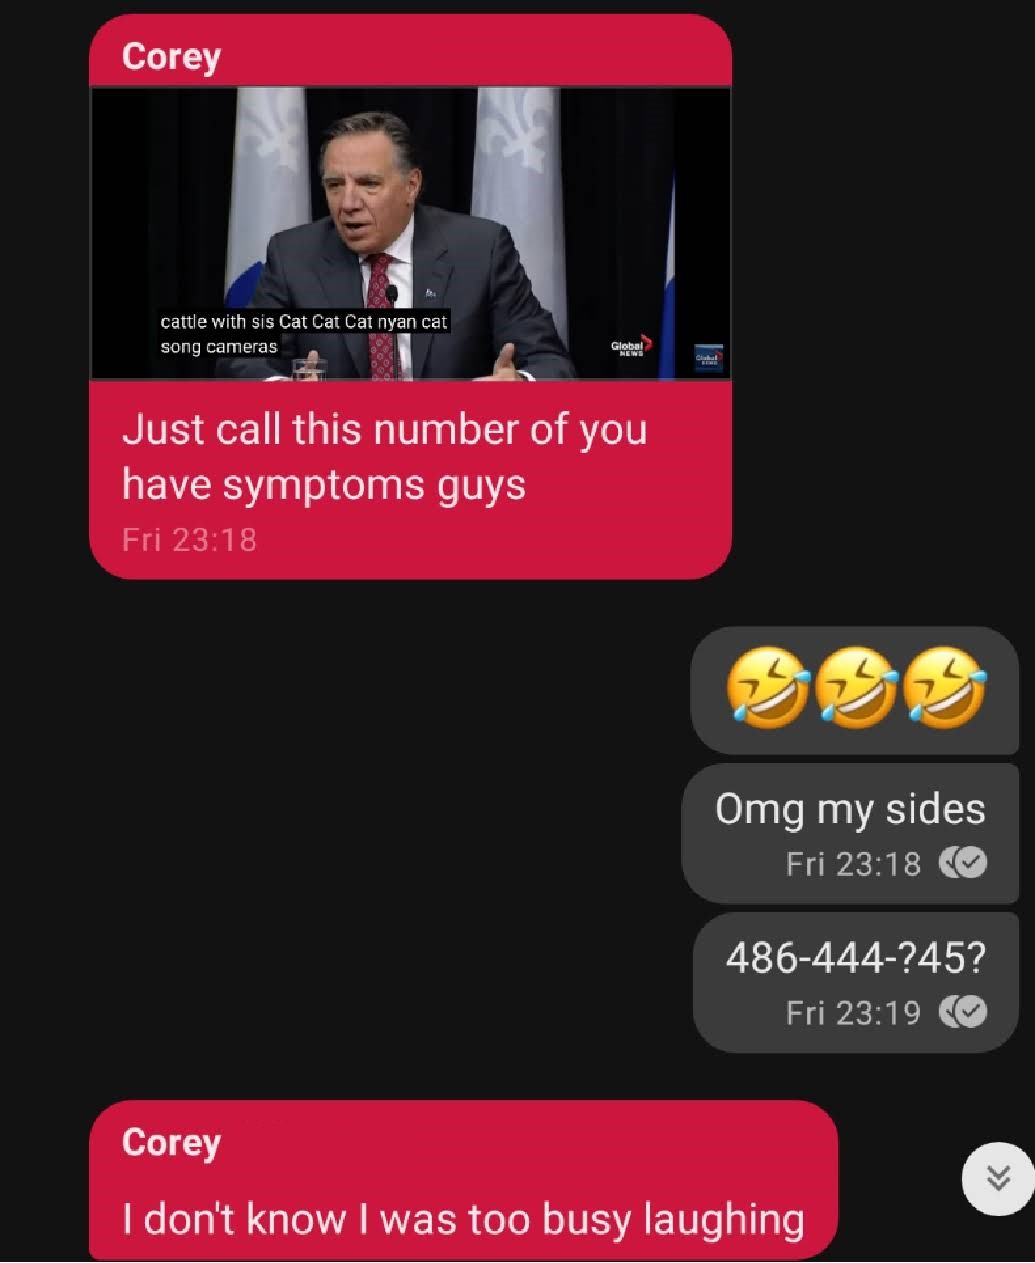 Corey
cattle with sis Cat Cat Cat nyan cat
song cameras
Global
NEWS
Global
NEWS
Just call this number of you
have symptoms guys
Fri 23:18
🤣🤣🤣
Omg my sides
Fri 23:18
486-444-?45?
Fri 23:19
Corey
I don't know I was too busy laughing